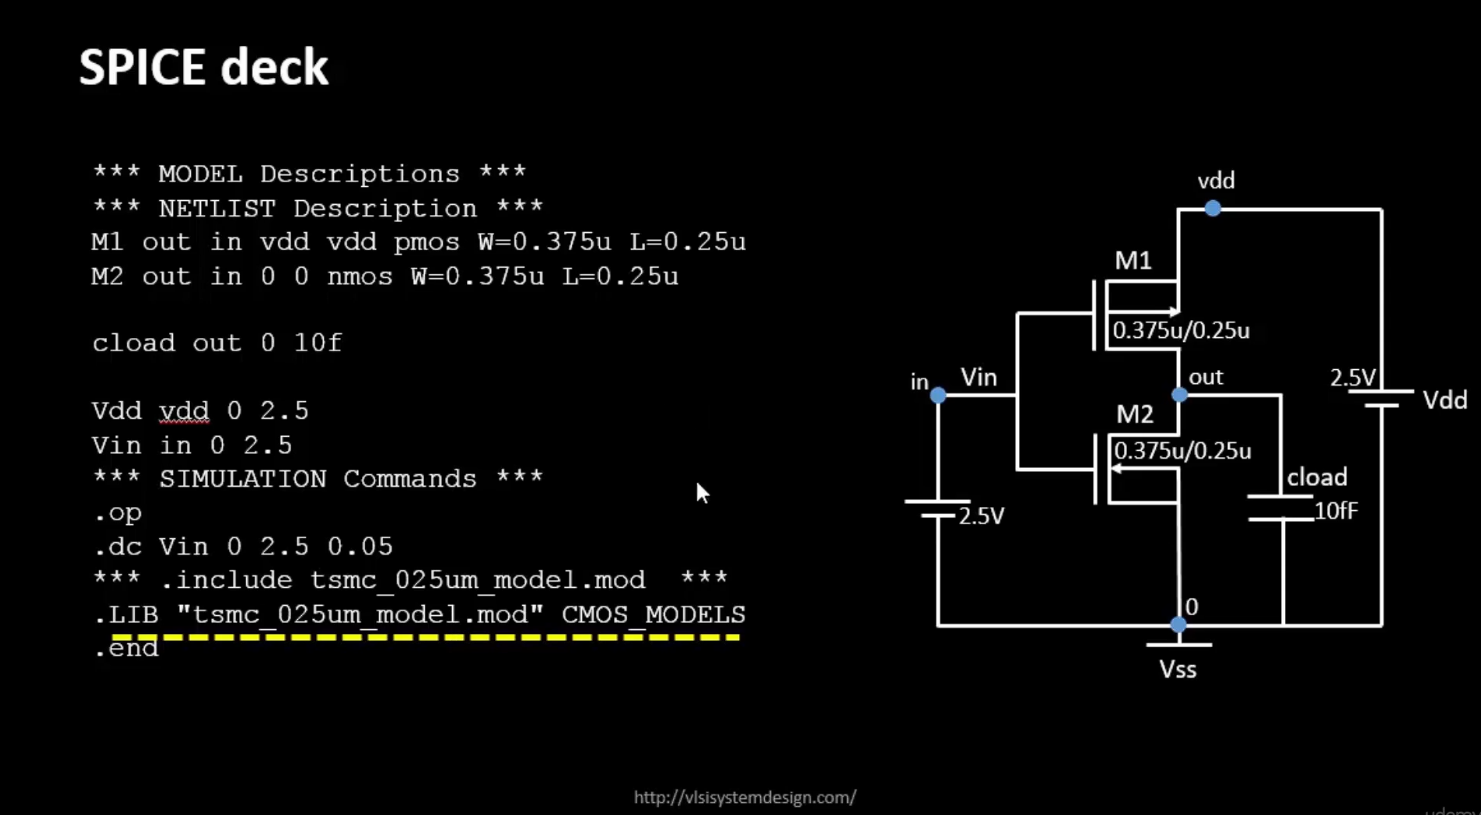 SPICE deck
*** MODEL Descriptions ***
*** NETLIST Description ***
M1 out in vdd vdd pmos W=0.375u L=0.25u
M2 out in 0 0 nmos W=0.375u L=0.25u
cload out 0 10f
Vdd vdd 0 2.5
Vin in 0 2.5
*** SIMULATION Commands ***
.op
.dc Vin 0 2.5 0.05
*** .include tsmc_025um_model.mod ***
.LIB "tsmc_025um_model.mod" CMOS_MODELS
.end
vdd
M1
0.375u/0.25u
in
Vin
out
2.5V
Vdd
M2
0.375u/0.25u
cload
10fF
2.5V
0
Vss
http://vlsisystemdesign.com/